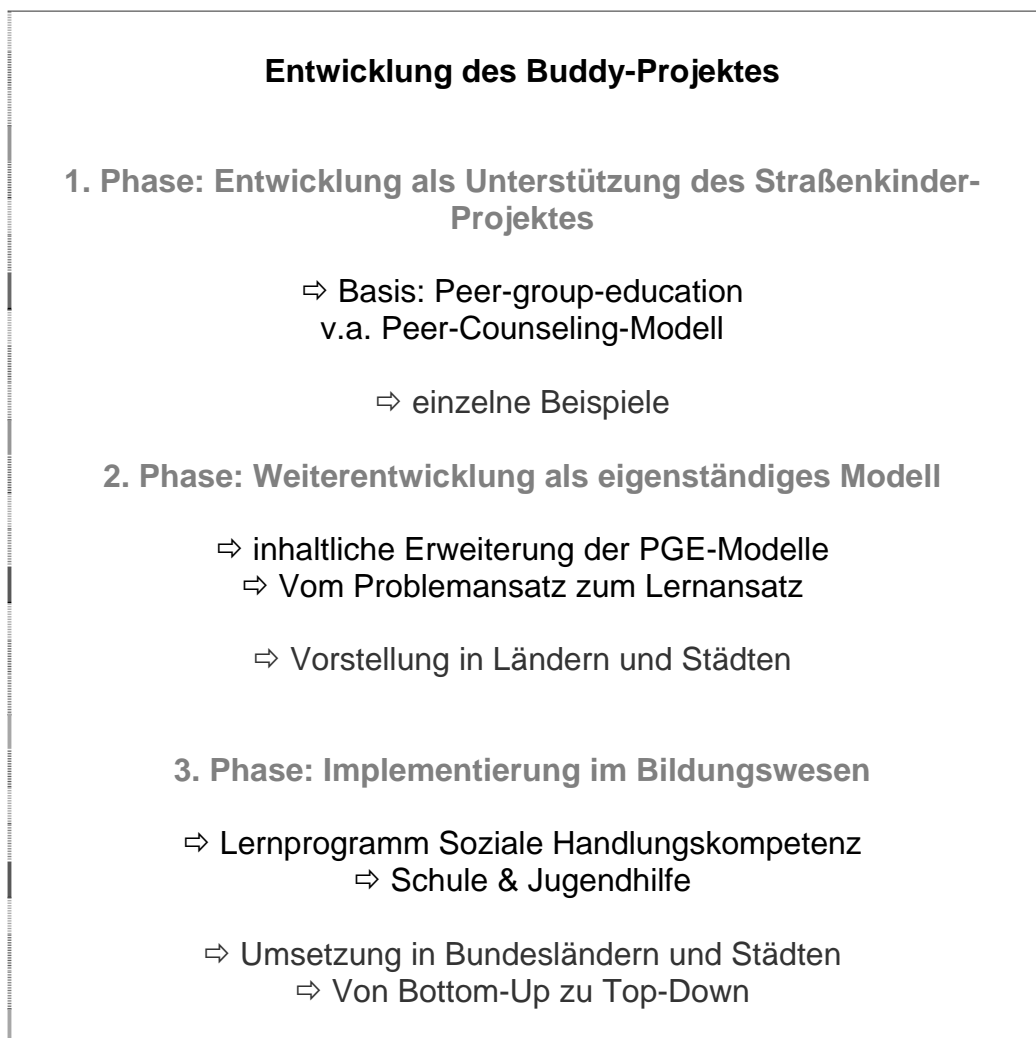 Entwicklung des Buddy-Projektes
1. Phase: Entwicklung als Unterstützung des Straßenkinder-
Projektes
⇨ Basis: Peer-group-education
v.a. Peer-Counseling-Modell
⇨ einzelne Beispiele
2. Phase: Weiterentwicklung als eigenständiges Modell
⇨ inhaltliche Erweiterung der PGE-Modelle
⇨ Vom Problemansatz zum Lernansatz
⇨ Vorstellung in Ländern und Städten
3. Phase: Implementierung im Bildungswesen
⇨ Lernprogramm Soziale Handlungskompetenz
⇨ Schule & Jugendhilfe
⇨ Umsetzung in Bundesländern und Städten
⇨ Von Bottom-Up zu Top-Down